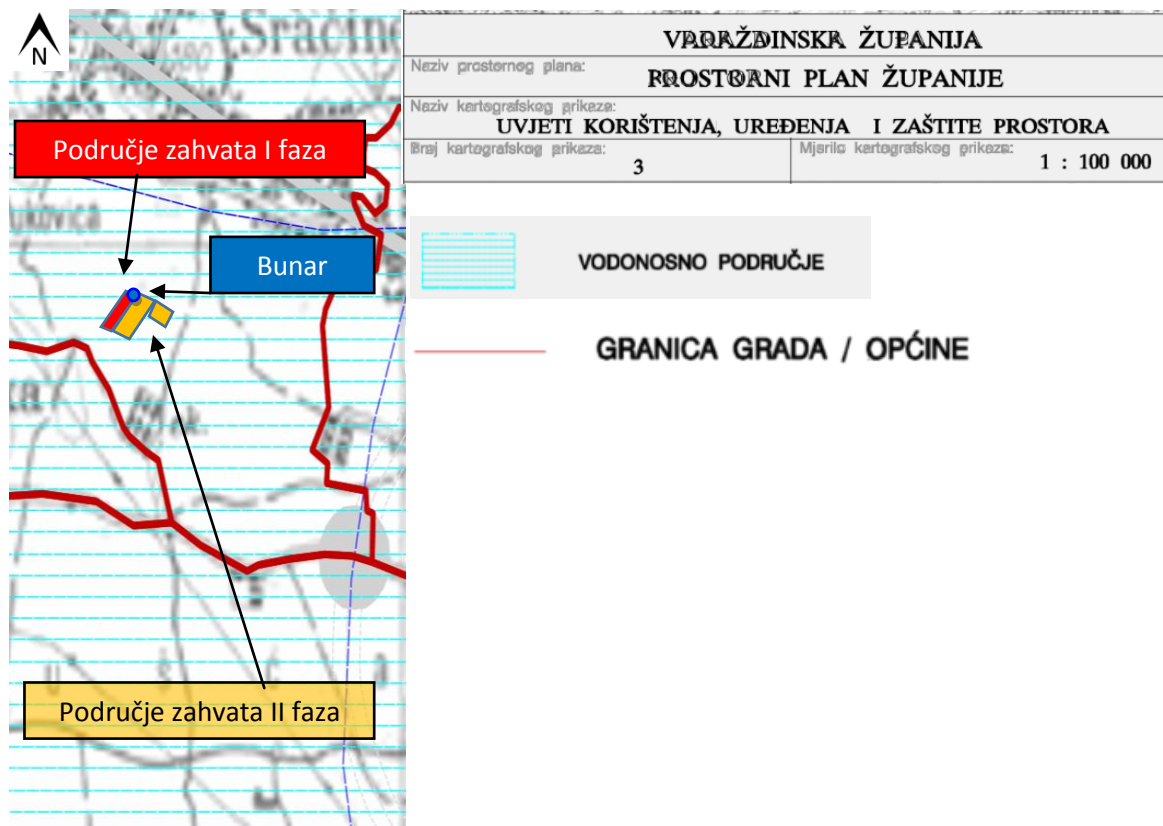 N
Sračinec
Područje zahvata I faza
Bunar
Područje zahvata II faza
VARAŽDINSKA ŽUPANIJA
Naziv prostornog plana:
PROSTORNI PLAN ŽUPANIJE
Naziv kartografskog prikaza:
UVJETI KORIŠTENJA, UREĐENJA I ZAŠTITE PROSTORA
Broj kartografskog prikaza:
3
Mjerilo kartografskog prikaza:
1 : 100 000
VODONOSNO PODRUČJE
GRANICA GRADA / OPĆINE